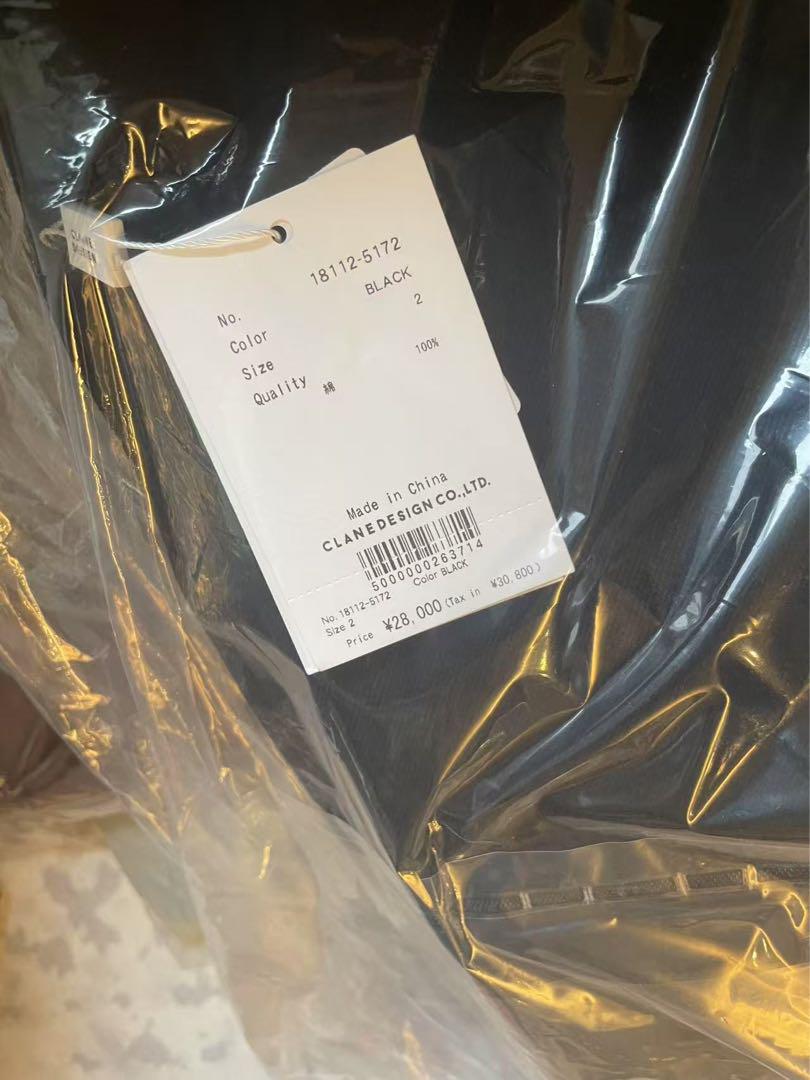 CLANE
DESIGN
No. 18112-5172
Color BLACK
Size 2
Quality 綿 100%
Made in China
CLANEDESIGN CO.,LTD.
5000000263714
No. 18112-5172 Color BLACK
Size 2
Price ¥28,000 (Tax in ¥30,800)